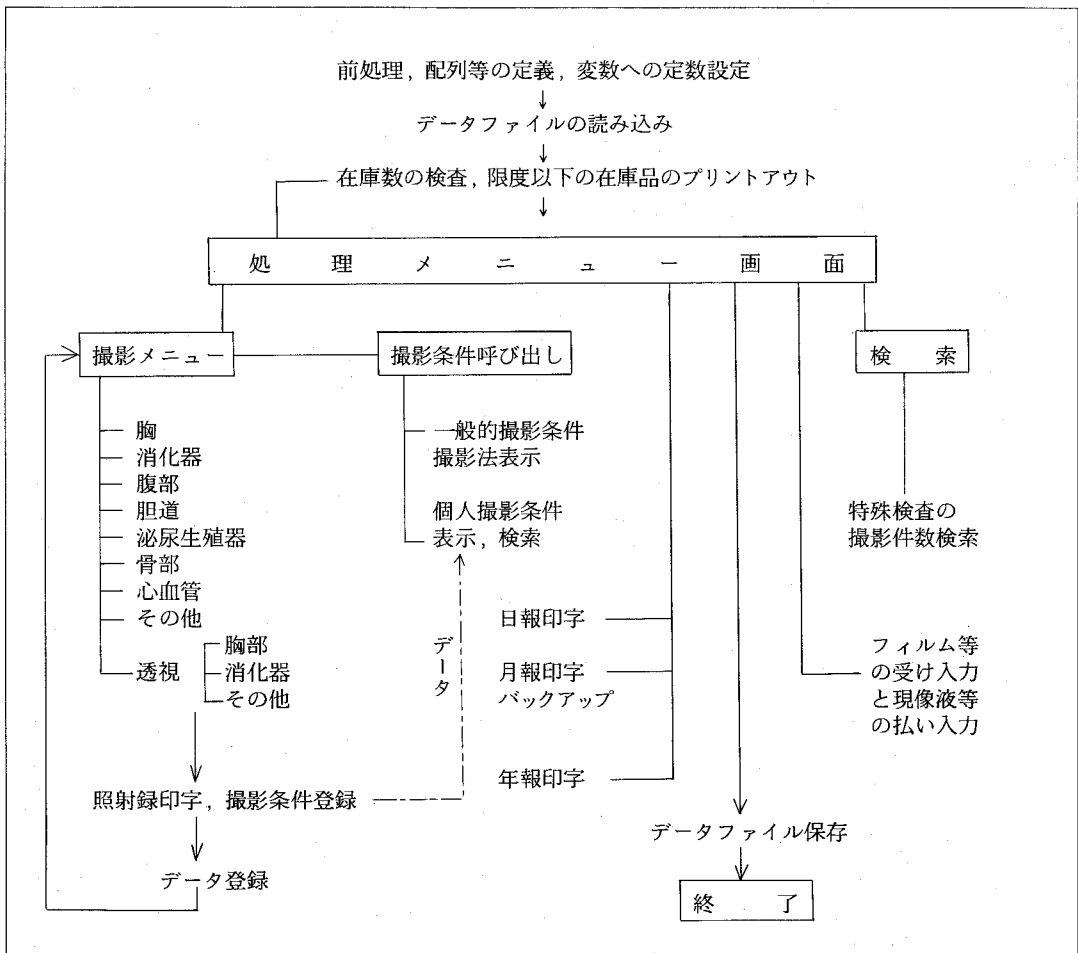 前処理，配列等の定義，変数への定数設定
データファイルの読み込み
在庫数の検査，限度以下の在庫品のプリントアウト
処理メニュー画面
撮影メニュー
胸
消化器
腹部
胆道
泌尿生殖器
骨部
心血管
その他
透視
胸部
消化器
その他
照射録印字，撮影条件登録
データ登録
撮影条件呼び出し
一般的撮影条件
撮影法表示
個人撮影条件
表示，検索
データ
日報印字
月報印字
バックアップ
年報印字
データファイル保存
終了
フィルム等
の受け入力
と現像液等
の払い入力
検索
特殊検査の
撮影件数検索